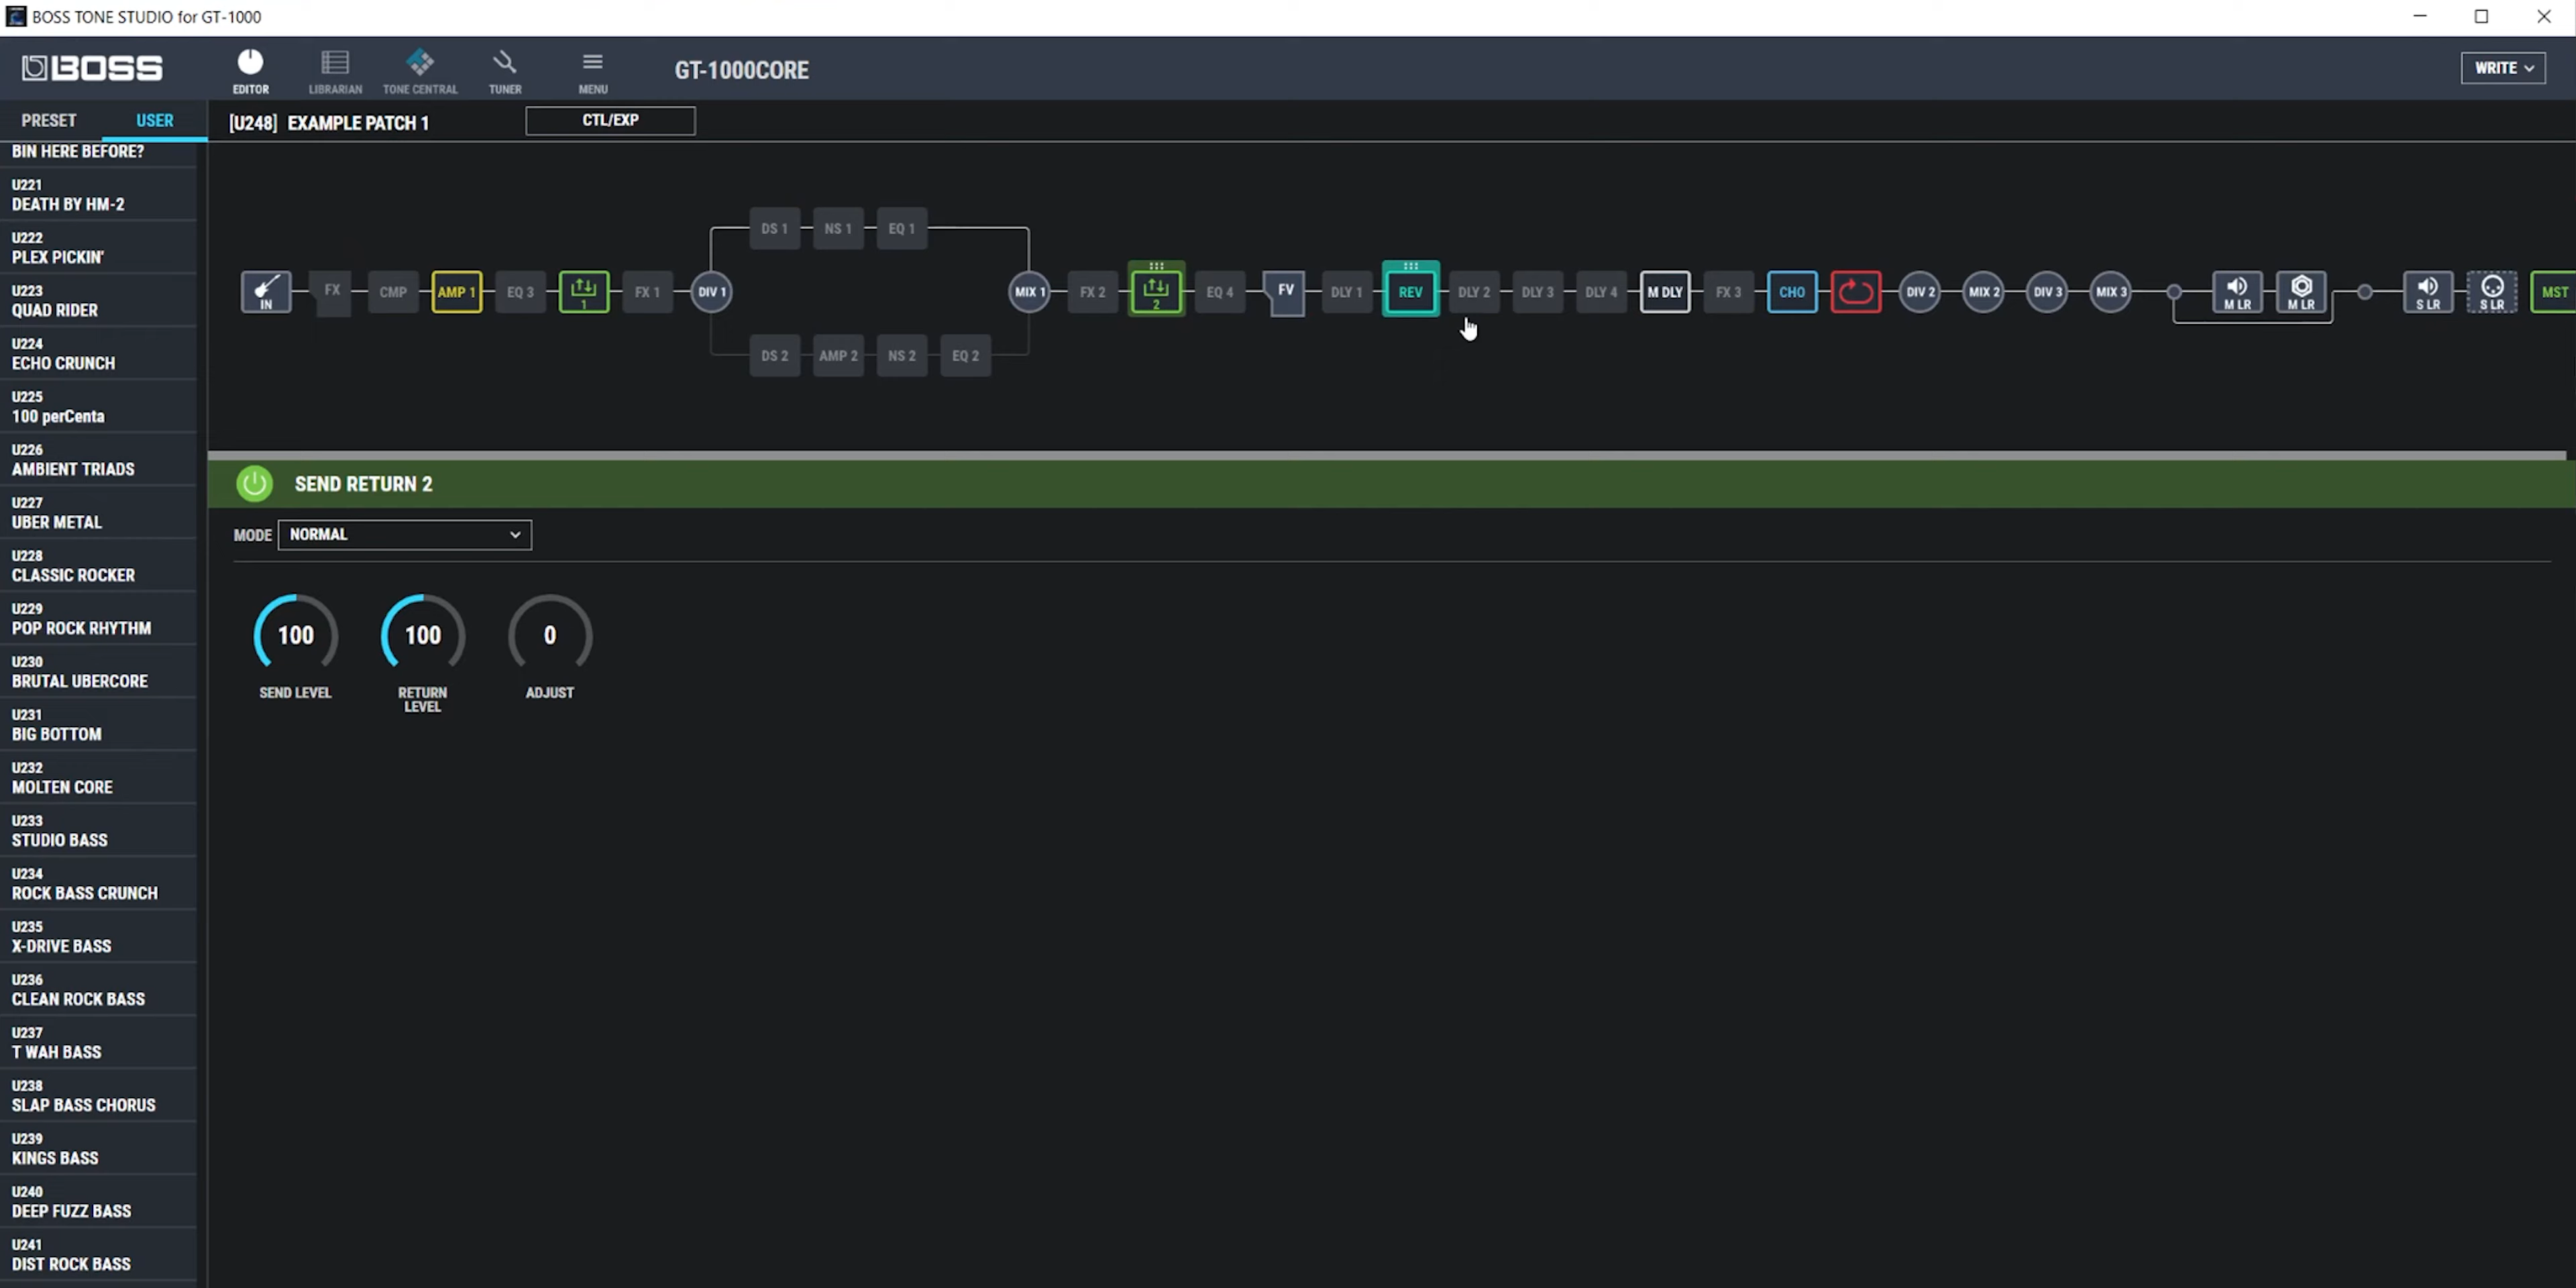 BOSS TONE STUDIO for GT-1000
BOSS
EDITOR
LIBRARIAN
TONE CENTRAL
TUNER
MENU
GT-1000CORE
WRITE
PRESET
USER
[U248] EXAMPLE PATCH 1
CTL/EXP
BIN HERE BEFORE?
U221
DEATH BY HM-2
U222
PLEX PICKIN'
U223
QUAD RIDER
U224
ECHO CRUNCH
U225
100 perCenta
U226
AMBIENT TRIADS
U227
UBER METAL
U228
CLASSIC ROCKER
U229
POP ROCK RHYTHM
U230
BRUTAL UBERCORE
U231
BIG BOTTOM
U232
MOLTEN CORE
U233
STUDIO BASS
U234
ROCK BASS CRUNCH
U235
X-DRIVE BASS
U236
CLEAN ROCK BASS
U237
T WAH BASS
U238
SLAP BASS CHORUS
U239
KINGS BASS
U240
DEEP FUZZ BASS
U241
DIST ROCK BASS
DS 1
NS 1
EQ 1
IN
FX
CMP
AMP 1
EQ 3
1
FX 1
DIV 1
MIX 1
FX 2
2
EQ 4
FV
DLY 1
REV
DLY 2
DLY 3
DLY 4
M DLY
FX 3
CHO
DIV 2
MIX 2
DIV 3
MIX 3
M LR
M LR
S LR
S LR
MST
DS 2
AMP 2
NS 2
EQ 2
SEND RETURN 2
MODE
NORMAL
100
100
0
SEND LEVEL
RETURN
LEVEL
ADJUST